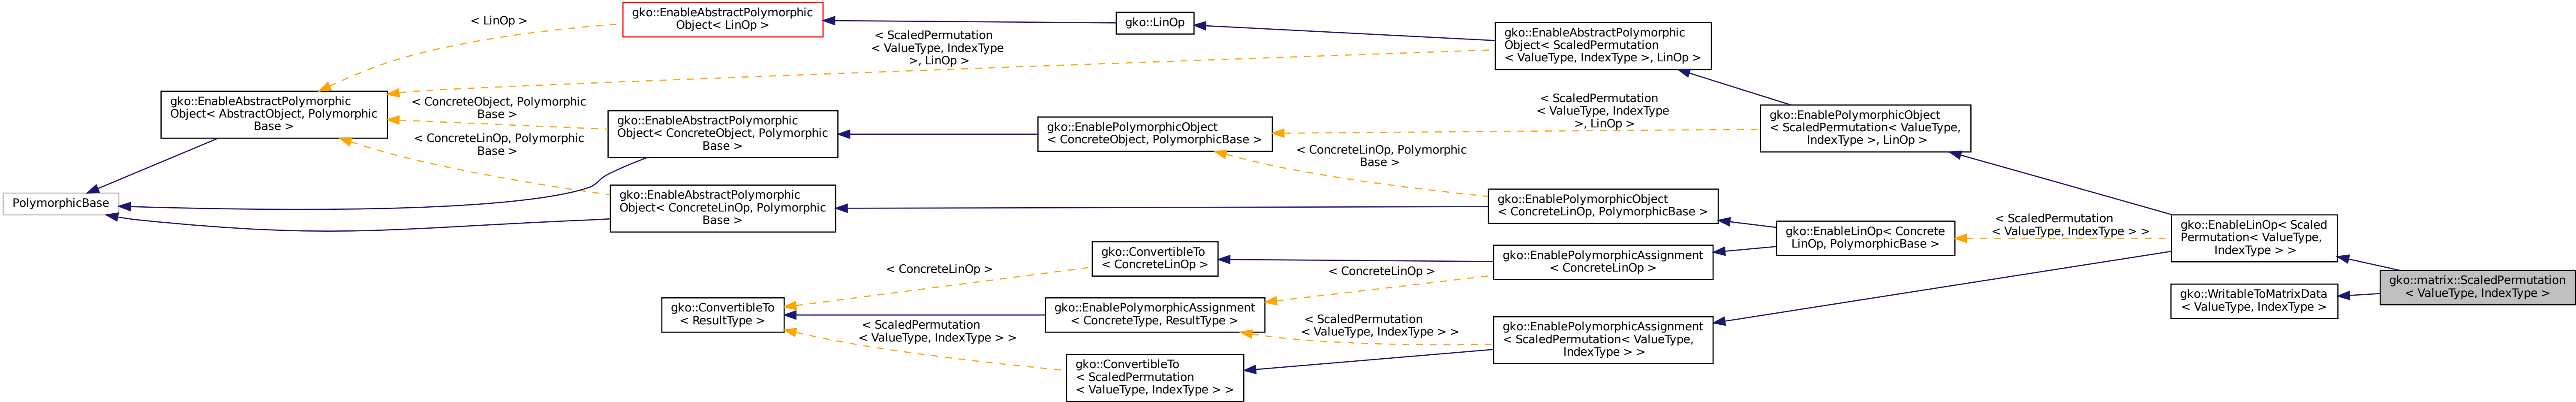 PolymorphicBase
gko::EnableAbstractPolymorphic
Object< AbstractObject, Polymorphic
Base >
< LinOp >
gko::EnableAbstractPolymorphic
Object< LinOp >
gko::LinOp
< ScaledPermutation
< ValueType, IndexType
>, LinOp >
gko::EnableAbstractPolymorphic
Object< ScaledPermutation
< ValueType, IndexType >, LinOp >
< ConcreteObject, Polymorphic
Base >
gko::EnableAbstractPolymorphic
Object< ConcreteObject, Polymorphic
Base >
gko::EnablePolymorphicObject
< ConcreteObject, PolymorphicBase >
< ScaledPermutation
< ValueType, IndexType
>, LinOp >
gko::EnablePolymorphicObject
< ScaledPermutation< ValueType,
IndexType >, LinOp >
< ConcreteLinOp, Polymorphic
Base >
gko::EnableAbstractPolymorphic
Object< ConcreteLinOp, Polymorphic
Base >
< ConcreteLinOp, Polymorphic
Base >
gko::EnablePolymorphicObject
< ConcreteLinOp, PolymorphicBase >
gko::EnableLinOp< Concrete
LinOp, PolymorphicBase >
< ScaledPermutation
< ValueType, IndexType > >
gko::EnableLinOp< Scaled
Permutation< ValueType,
IndexType > >
gko::matrix::ScaledPermutation
< ValueType, IndexType >
gko::WritableToMatrixData
< ValueType, IndexType >
< ConcreteLinOp >
gko::ConvertibleTo
< ConcreteLinOp >
gko::EnablePolymorphicAssignment
< ConcreteLinOp >
gko::ConvertibleTo
< ResultType >
gko::EnablePolymorphicAssignment
< ConcreteType, ResultType >
< ConcreteLinOp >
< ScaledPermutation
< ValueType, IndexType > >
gko::EnablePolymorphicAssignment
< ScaledPermutation< ValueType,
IndexType > >
< ScaledPermutation
< ValueType, IndexType > >
gko::ConvertibleTo
< ScaledPermutation
< ValueType, IndexType > >